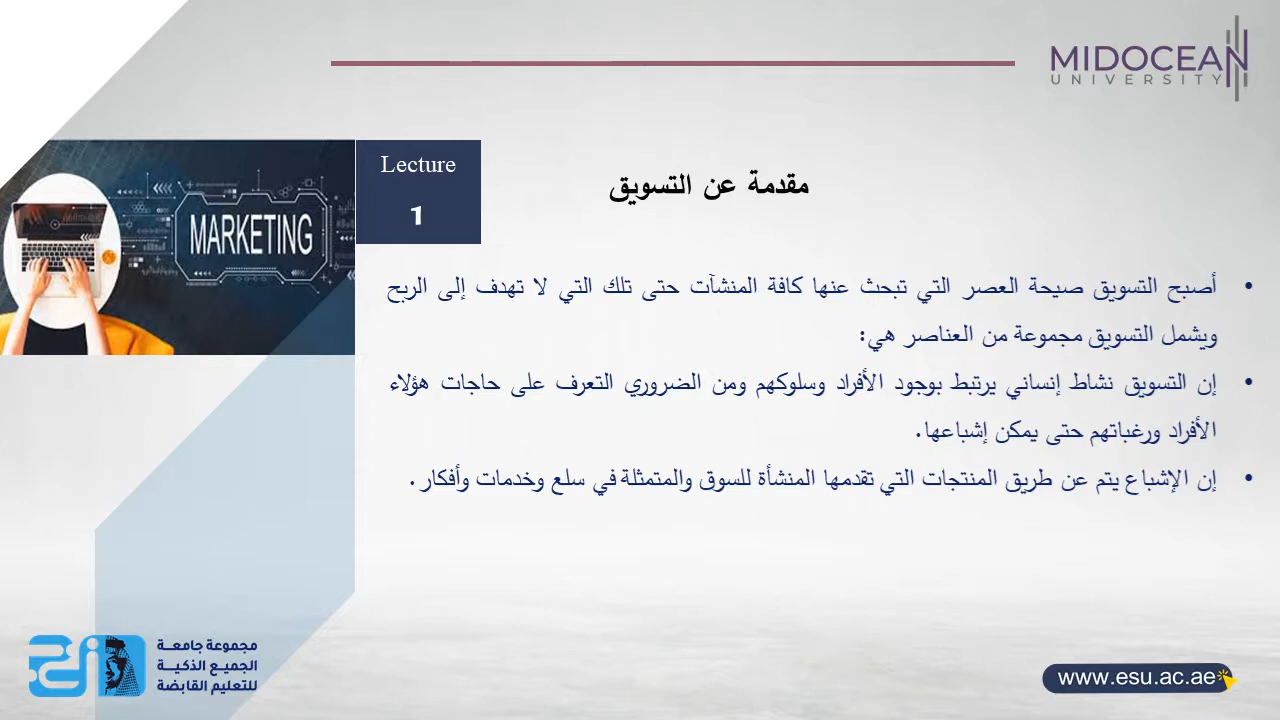 MIDOCEAN
UNIVERSITY
Lecture
1
MARKETING
مقدمة عن التسويق
• أصبح التسويق صيحة العصر التي تبحث عنها كافة المنشآت حتى تلك التي لا تهدف إلى الربح
ويشمل التسويق مجموعة من العناصر هي:
• إن التسويق نشاط إنساني يرتبط بوجود الأفراد وسلوكهم ومن الضروري التعرف على حاجات هؤلاء
الأفراد ورغباتهم حتى يمكن إشباعها.
• إن الإشباع يتم عن طريق المنتجات التي تقدمها المنشأة للسوق والمتمثلة في سلع وخدمات وأفكار.
مجموعة جامعة
الجميع الذكية
للتعليم القابضة
www.esu.ac.ae